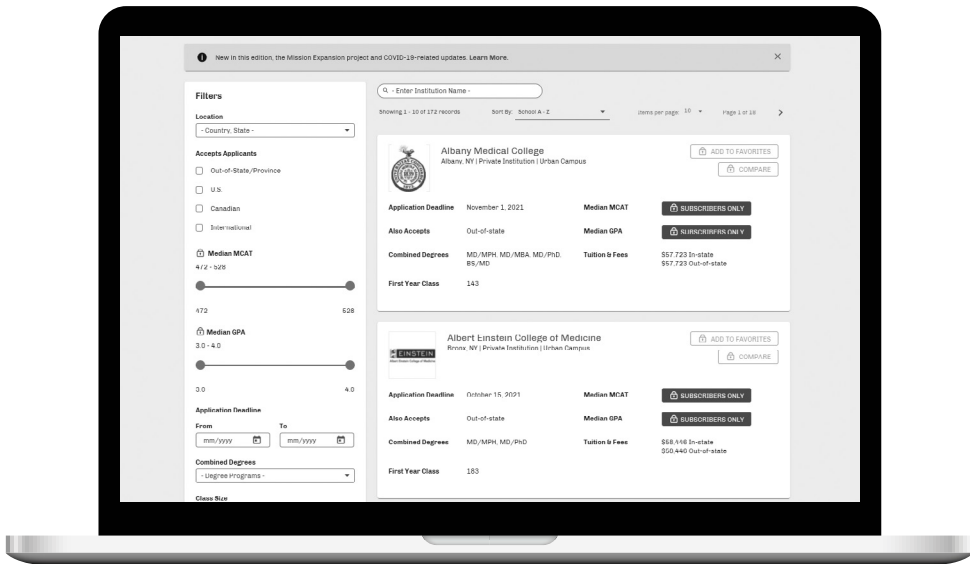 New in this edition, the Mission Expansion project and COVID-19-related updates. Learn More.
Filters
Location
- Country, State -
Accepts Applicants
Out-of-State/Province
U.S.
Canadian
International
Median MCAT
472 - 528
472 528
Median GPA
3.0 - 4.0
3.0 4.0
Application Deadline
From To
mm/yyyy mm/yyyy
Combined Degrees
- Degree Programs -
Class Size
- Enter Institution Name -
Showing 1 - 10 of 172 records Sort By: School A - Z Items per page: 10 Page 1 of 18
Albany Medical College
Albany, NY | Private Institution | Urban Campus
ADD TO FAVORITES
COMPARE
Application Deadline November 1, 2021 Median MCAT SUBSCRIBERS ONLY
Also Accepts Out-of-state Median GPA SUBSCRIBERS ONLY
Combined Degrees MD/MPH, MD/MBA, MD/PhD, Tuition & Fees $57,723 In-state
BS/MD $57,723 Out-of-state
First Year Class 143
EINSTEIN
Albert Einstein College of Medicine
Bronx, NY | Private Institution | Urban Campus
ADD TO FAVORITES
COMPARE
Application Deadline October 15, 2021 Median MCAT SUBSCRIBERS ONLY
Also Accepts Out-of-state Median GPA SUBSCRIBERS ONLY
Combined Degrees MD/MPH, MD/PhD Tuition & Fees In-state
Out-of-state
First Year Class 183